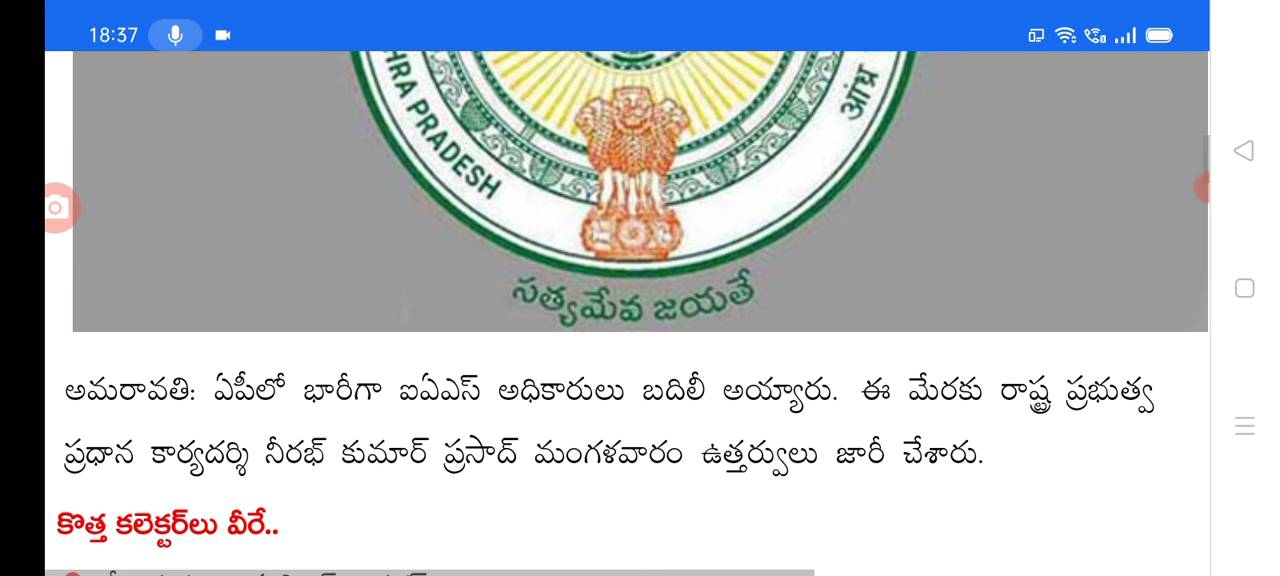 18:37
HRA PRADESH
आंध्र
సత్యమేవ జయతే
అమరావతి: ఏపీలో భారీగా ఐఏఎస్ అధికారులు బదిలీ అయ్యారు. ఈ మేరకు రాష్ట్ర ప్రభుత్వ
ప్రధాన కార్యదర్శి నీరభ్ కుమార్ ప్రసాద్ మంగళవారం ఉత్తర్వులు జారీ చేశారు.
కొత్త కలెక్టర్‌లు వీరే..